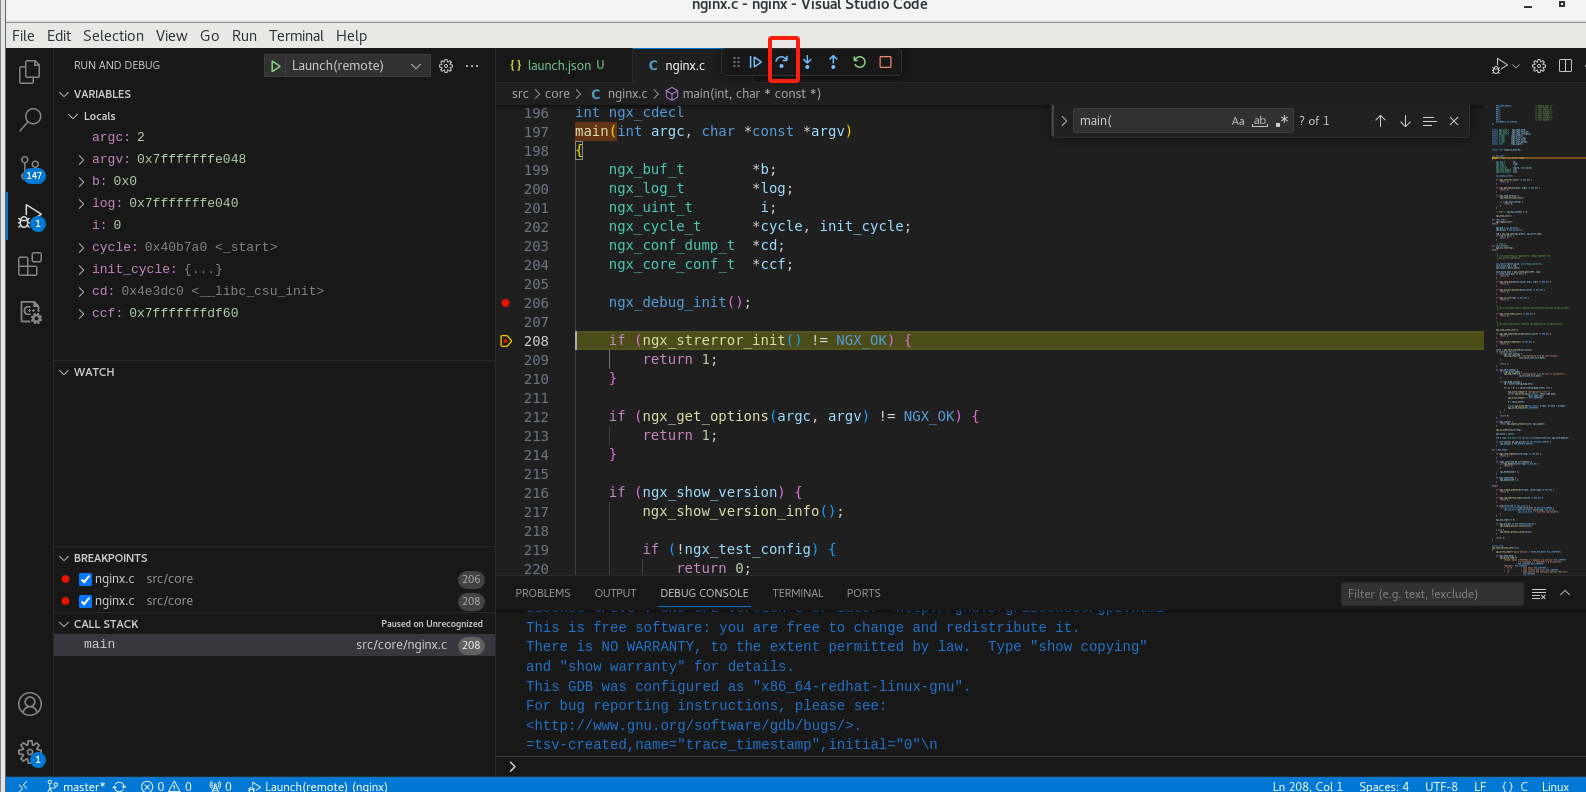 nginx.c - nginx - Visual Studio Code
File Edit Selection View Go Run Terminal Help
RUN AND DEBUG
Launch(remote)
VARIABLES
Locals
argc: 2
argv: 0x7fffffffe048
b: 0x0
log: 0x7fffffffe040
i: 0
cycle: 0x40b7a0 <_start>
init_cycle: {...}
cd: 0x4e3dc0 <__libc_csu_init>
ccf: 0x7fffffffdf60
147
1
WATCH
BREAKPOINTS
nginx.c src/core 206
nginx.c src/core 208
CALL STACK Paused on Unrecognized
main src/core/nginx.c 208
1
{} launch.json U
C nginx.c
src > core > C nginx.c > main(int, char * const *)
main( Aa ab .* ? of 1
196 int ngx_cdecl
197 main(int argc, char *const *argv)
198 {
199 ngx_buf_t *b;
200 ngx_log_t *log;
201 ngx_uint_t i;
202 ngx_cycle_t *cycle, init_cycle;
203 ngx_conf_dump_t *cd;
204 ngx_core_conf_t *ccf;
205
206 ngx_debug_init();
207
208 if (ngx_strerror_init() != NGX_OK) {
209 return 1;
210 }
211
212 if (ngx_get_options(argc, argv) != NGX_OK) {
213 return 1;
214 }
215
216 if (ngx_show_version) {
217 ngx_show_version_info();
218
219 if (!ngx_test_config) {
220 return 0;
PROBLEMS OUTPUT DEBUG CONSOLE TERMINAL PORTS
Filter (e.g. text, !exclude)
This is free software: you are free to change and redistribute it.
There is NO WARRANTY, to the extent permitted by law.  Type "show copying"
and "show warranty" for details.
This GDB was configured as "x86_64-redhat-linux-gnu".
For bug reporting instructions, please see:
<http://www.gnu.org/software/gdb/bugs/>.
=tsv-created,name="trace_timestamp",initial="0"\n
>
master* 0 0 0 Launch(remote) (nginx) Ln 208, Col 1 Spaces: 4 UTF-8 LF {} C Linux